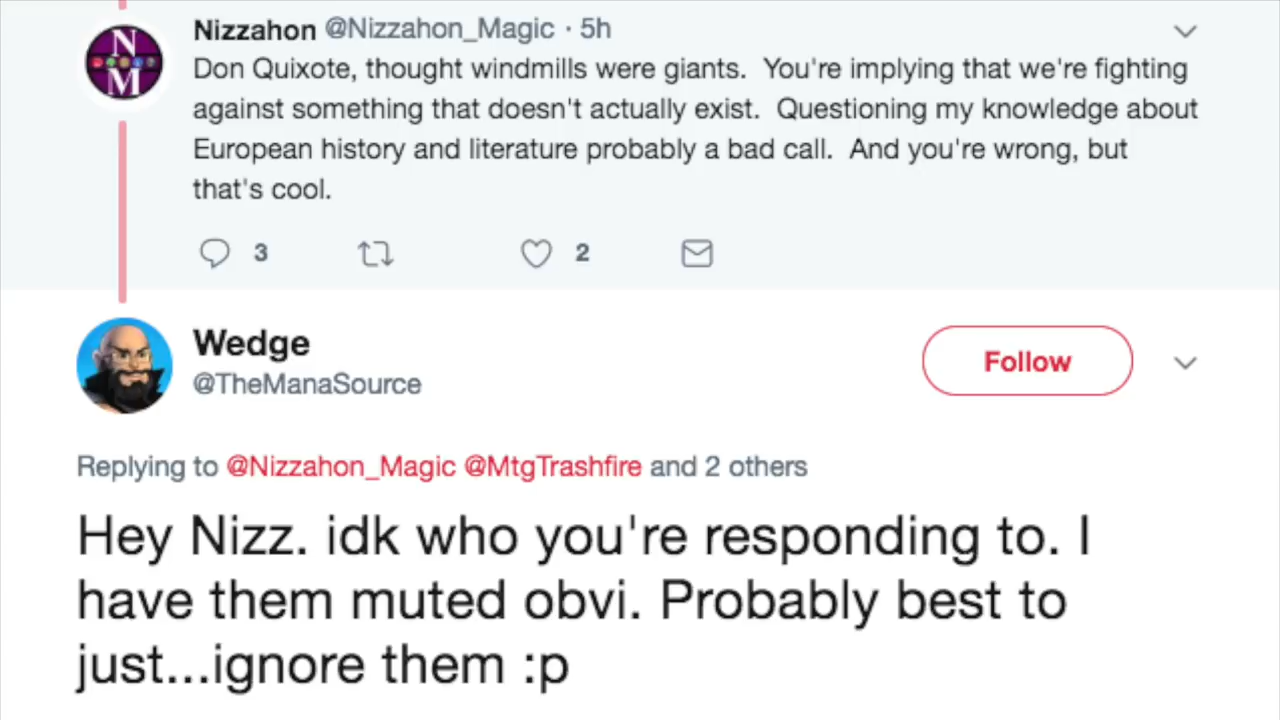 N
M
Nizzahon @Nizzahon_Magic · 5h
Don Quixote, thought windmills were giants.  You're implying that we're fighting
against something that doesn't actually exist.  Questioning my knowledge about
European history and literature probably a bad call.  And you're wrong, but
that's cool.
3 2
Wedge
@TheManaSource
Follow
Replying to @Nizzahon_Magic @MtgTrashfire and 2 others
Hey Nizz. idk who you're responding to. I
have them muted obvi. Probably best to
just...ignore them :p